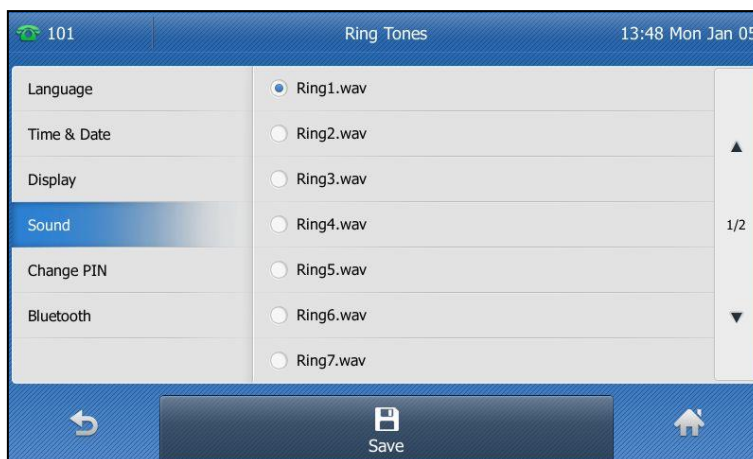 101 Ring Tones 13:48 Mon Jan 05
Language
Time & Date
Display
Sound
Change PIN
Bluetooth
Ring1.wav
Ring2.wav
Ring3.wav
Ring4.wav
Ring5.wav
Ring6.wav
Ring7.wav
1/2
Save